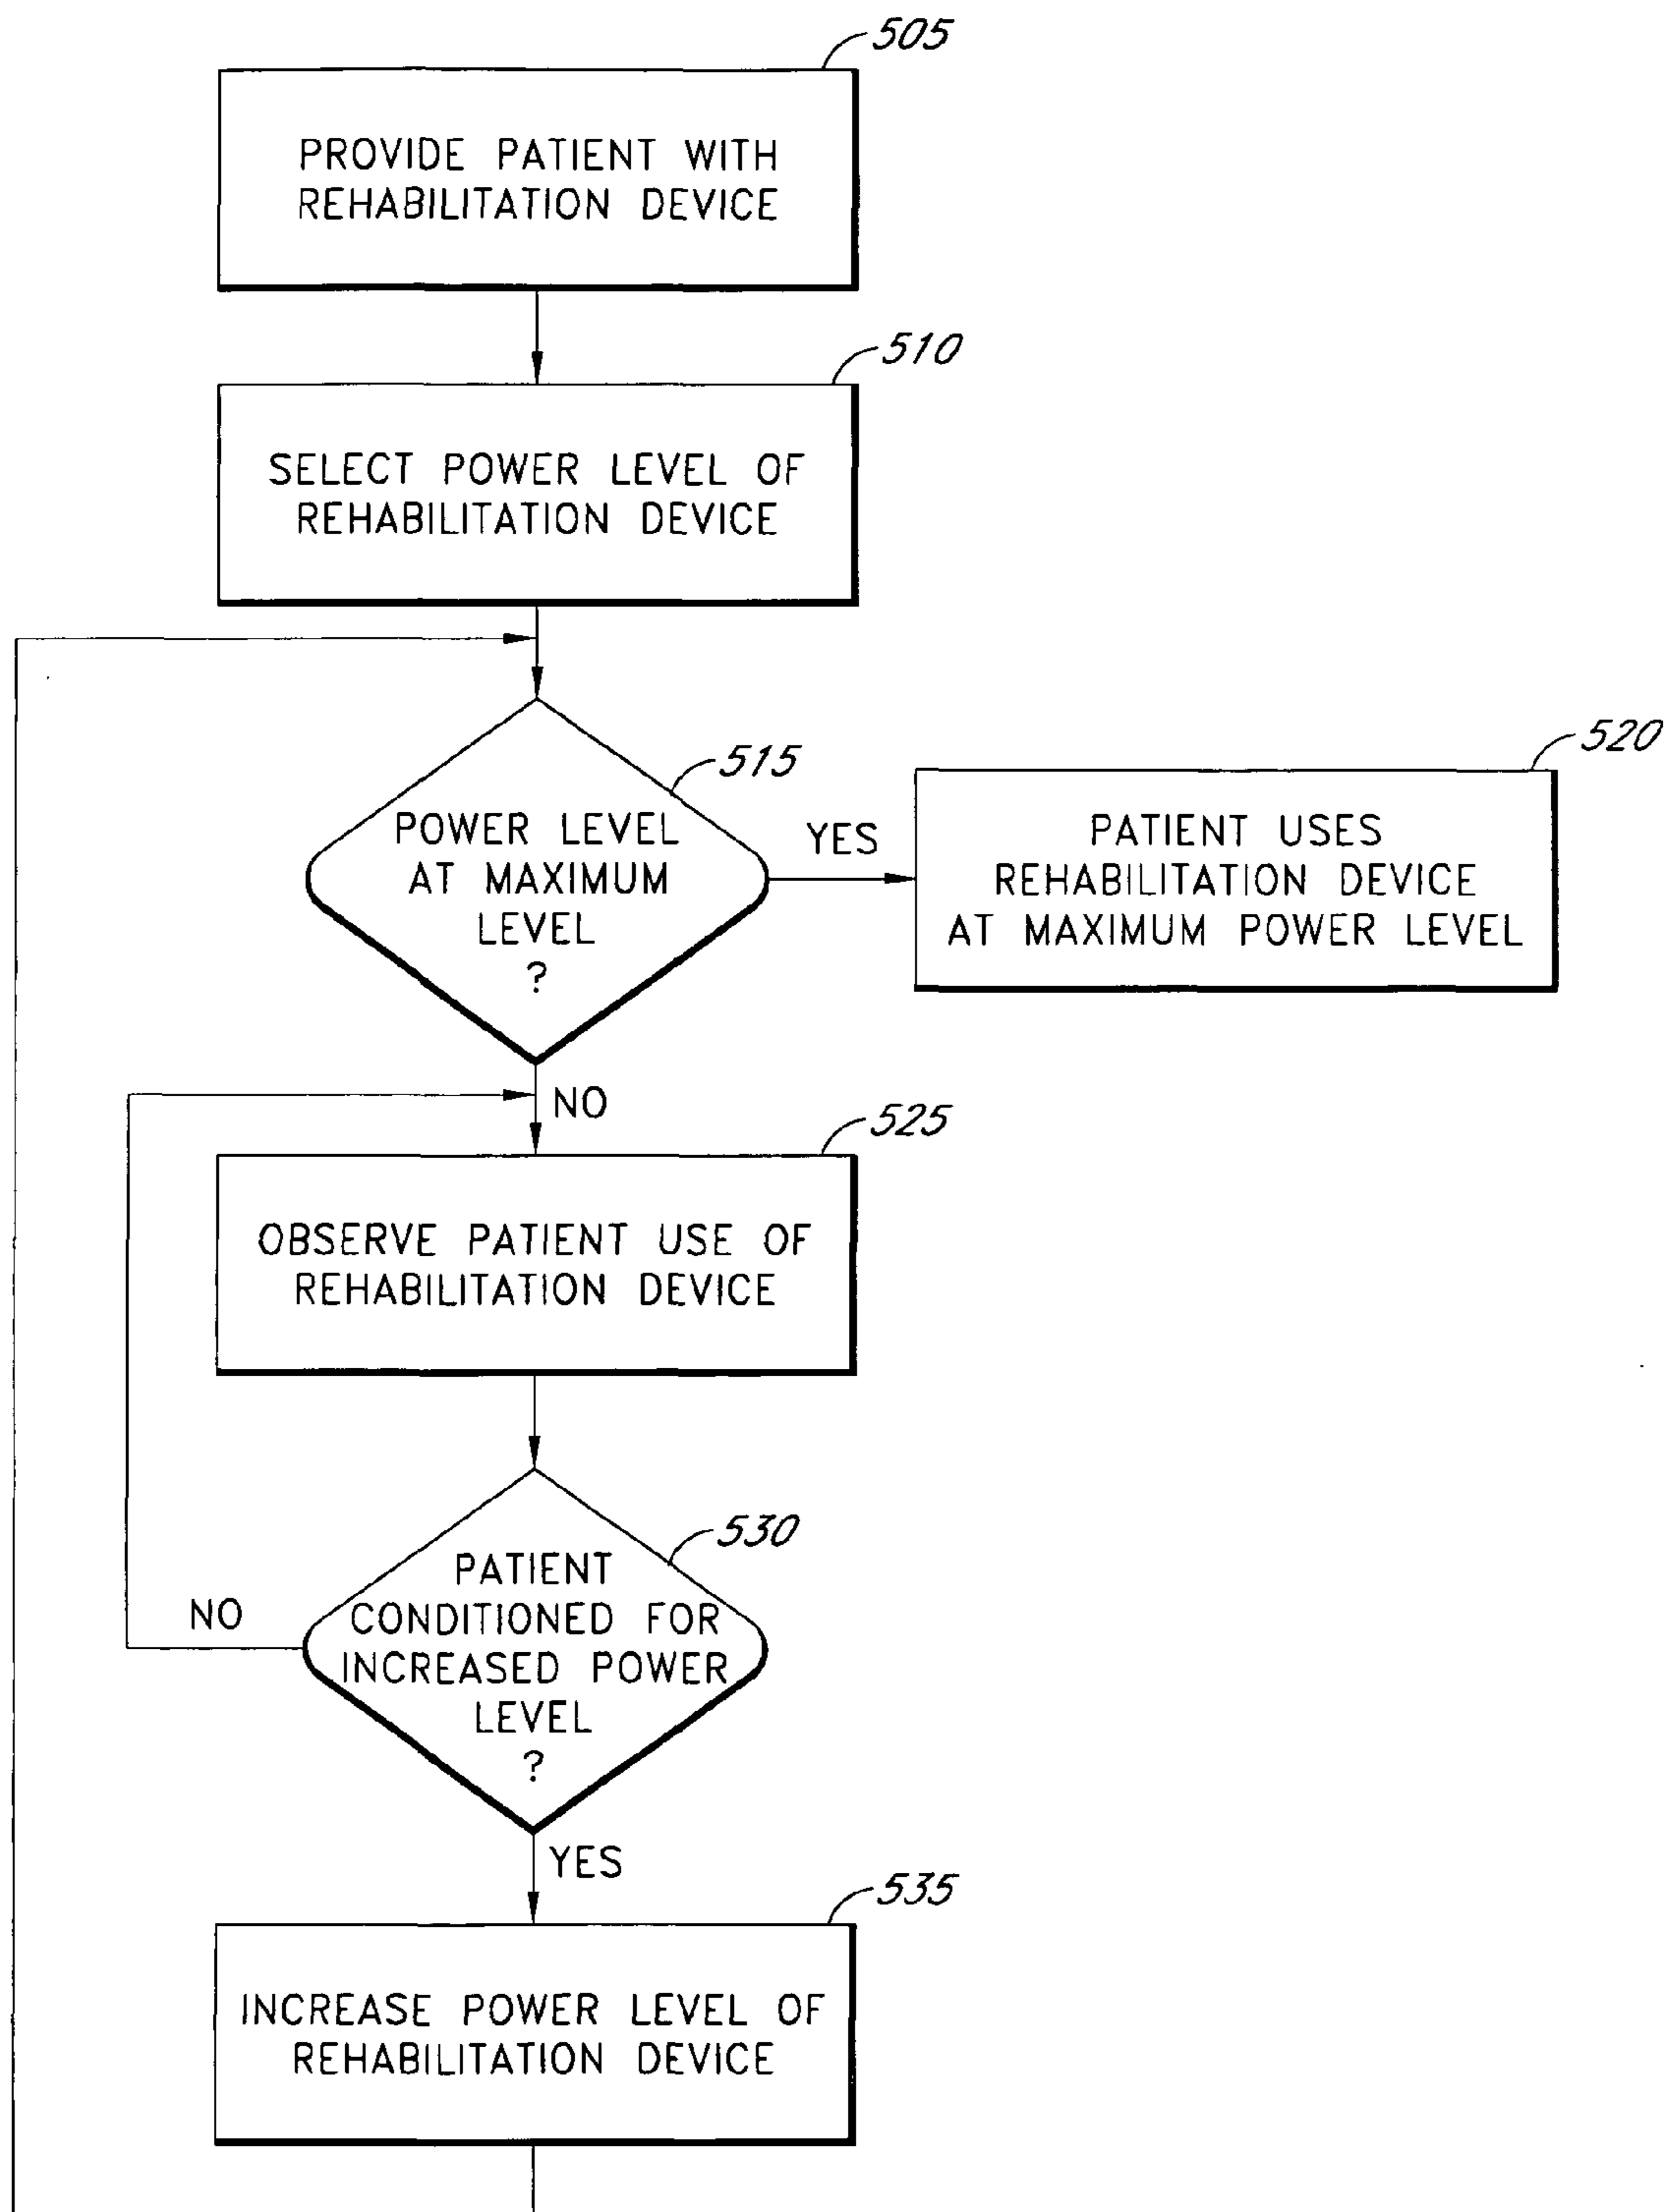 505
PROVIDE PATIENT WITH
REHABILITATION DEVICE
510
SELECT POWER LEVEL OF
REHABILITATION DEVICE
515
POWER LEVEL
AT MAXIMUM
LEVEL
?
YES
520
PATIENT USES
REHABILITATION DEVICE
AT MAXIMUM POWER LEVEL
NO
525
OBSERVE PATIENT USE OF
REHABILITATION DEVICE
530
PATIENT
CONDITIONED FOR
INCREASED POWER
LEVEL
?
NO
YES
535
INCREASE POWER LEVEL OF
REHABILITATION DEVICE